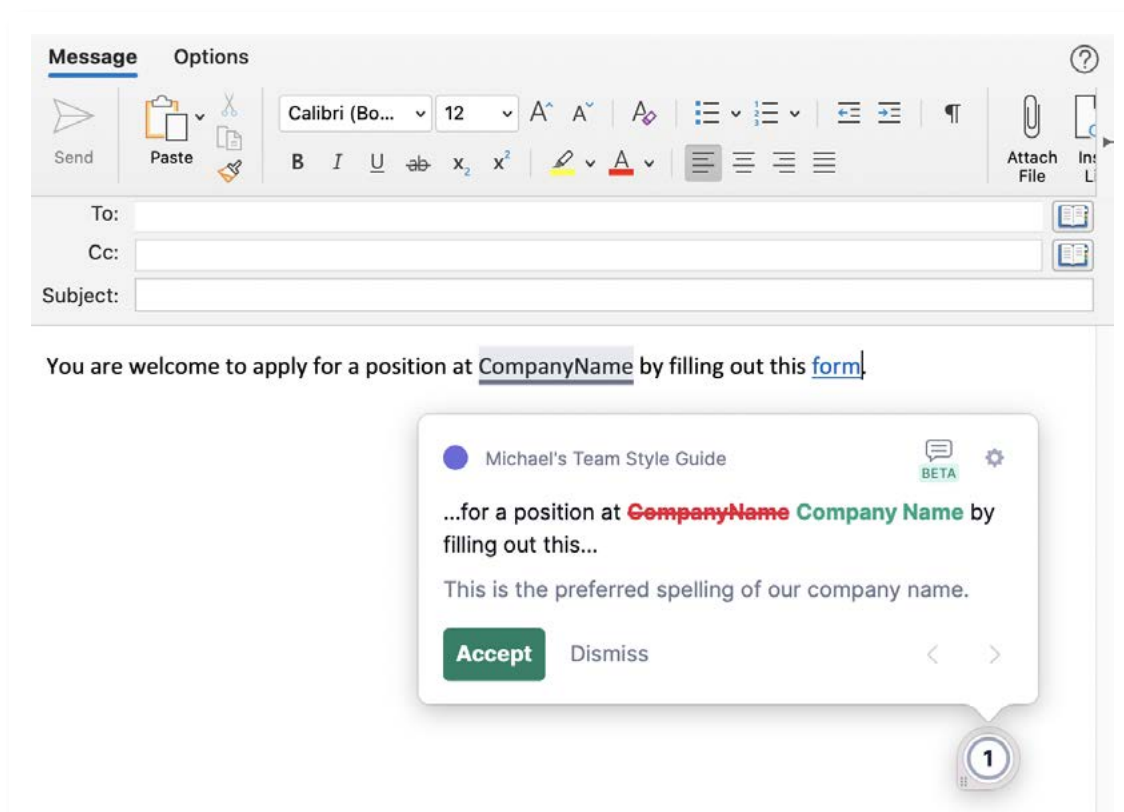 Message Options
Calibri (Bo... 12
Send Paste B I U ab x₂ x² A Attach File
To:
Cc:
Subject:
You are welcome to apply for a position at CompanyName by filling out this form.
Michael's Team Style Guide
BETA
...for a position at CompanyName Company Name by
filling out this...
This is the preferred spelling of our company name.
Accept Dismiss
1